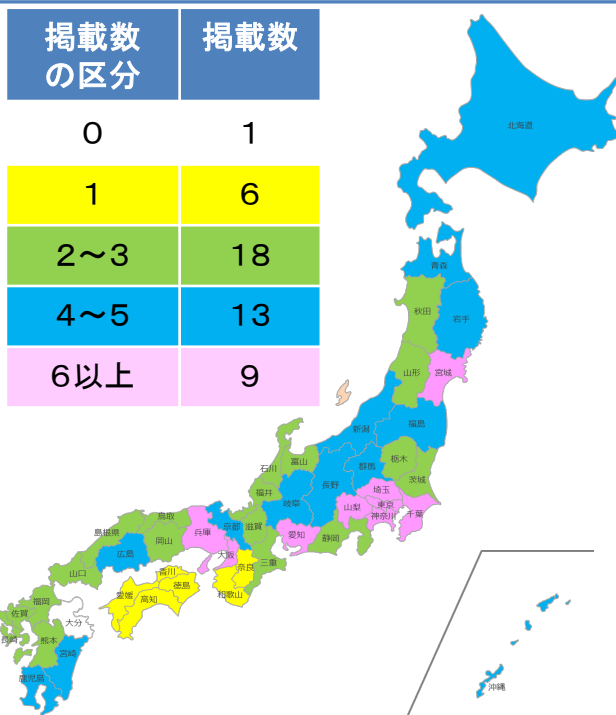 掲載数
の区分
掲載数
0
1
1
6
2～3
18
4～5
13
6以上
9
北海道
青森
秋田
岩手
山形
宮城
新潟
福島
石川
富山
群馬
栃木
茨城
福井
長野
埼玉
岐阜
山梨
東京
神奈川
千葉
鳥取
島根県
岡山
兵庫
京都
滋賀
愛知
静岡
広島
大阪
奈良
三重
山口
香川
徳島
愛媛
高知
和歌山
福岡
佐賀
大分
長崎
熊本
宮崎
鹿児島
沖縄